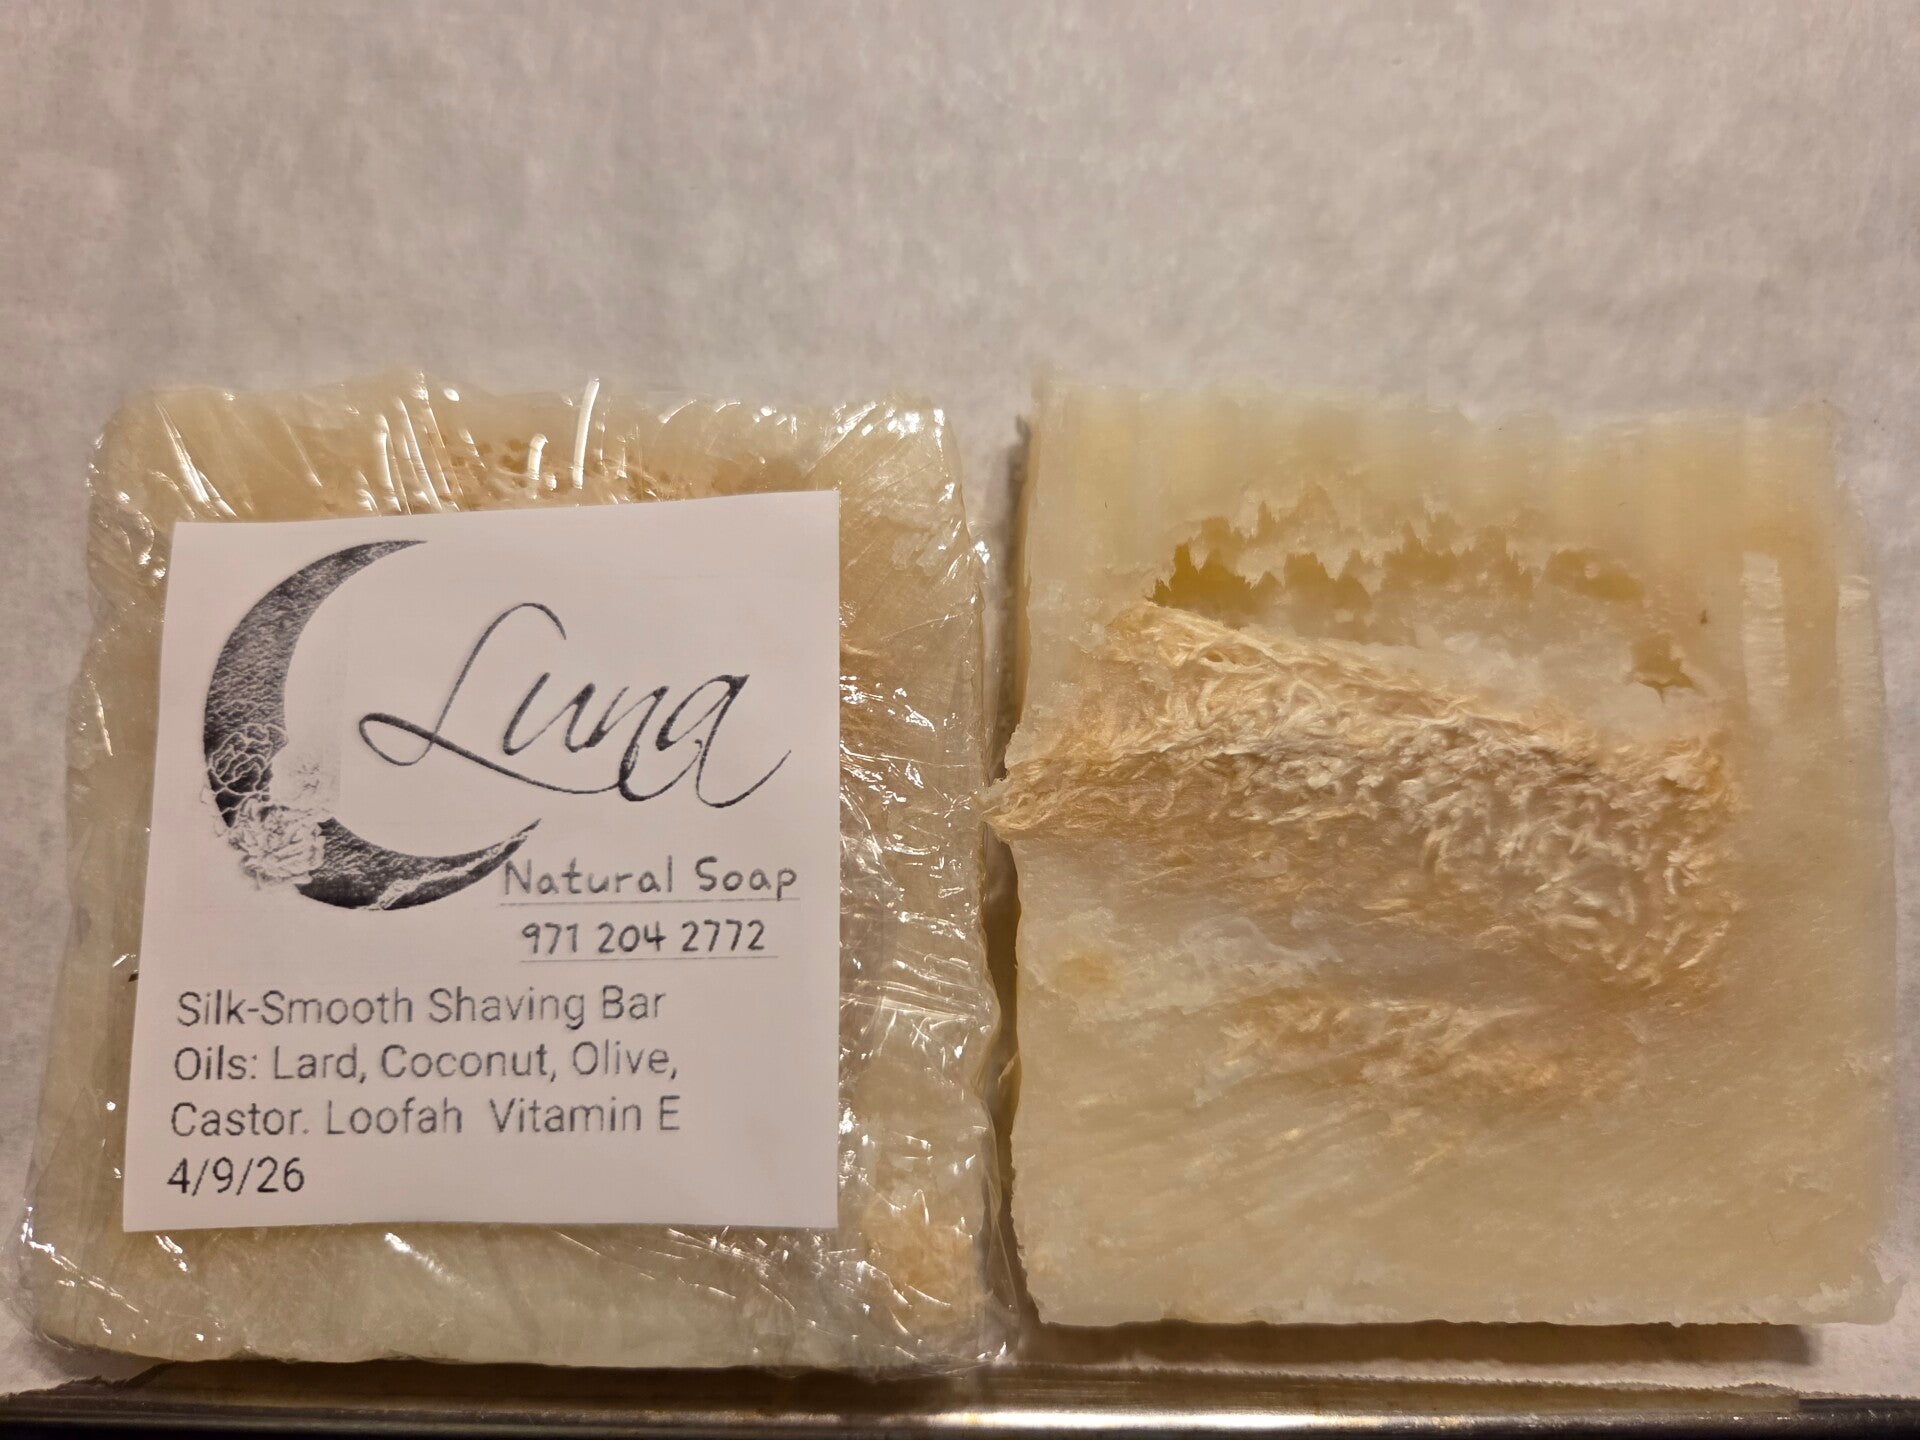 Luna
Natural Soap
971 204 2772
Silk-Smooth Shaving Bar
Oils: Lard, Coconut, Olive,
Castor. Loofah Vitamin E
4/9/26